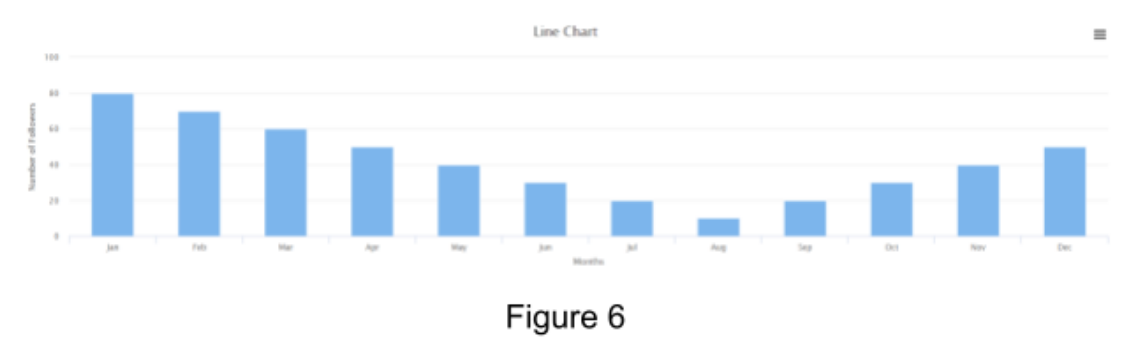 Line Chart
100
80
60
40
20
0
Number of Followers
Jan Feb Mar Apr May Jun Jul Aug Sep Oct Nov Dec
Months
Figure 6